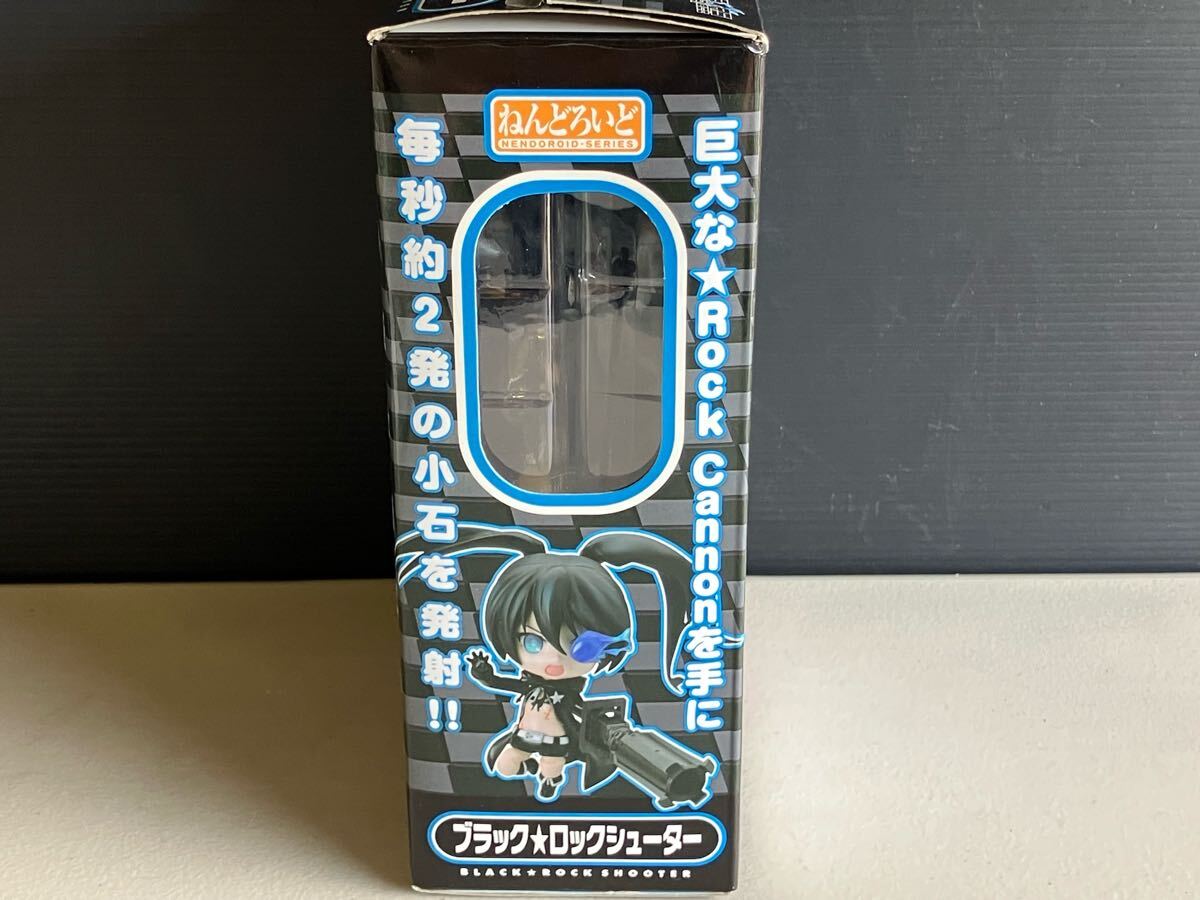 ねんどろいど
NENDOROID-SERIES
巨大な★Rock Cannonを手に
毎秒約2発の小石を発射!!
ブラック★ロックシューター
BLACK★ROCK SHOOTER